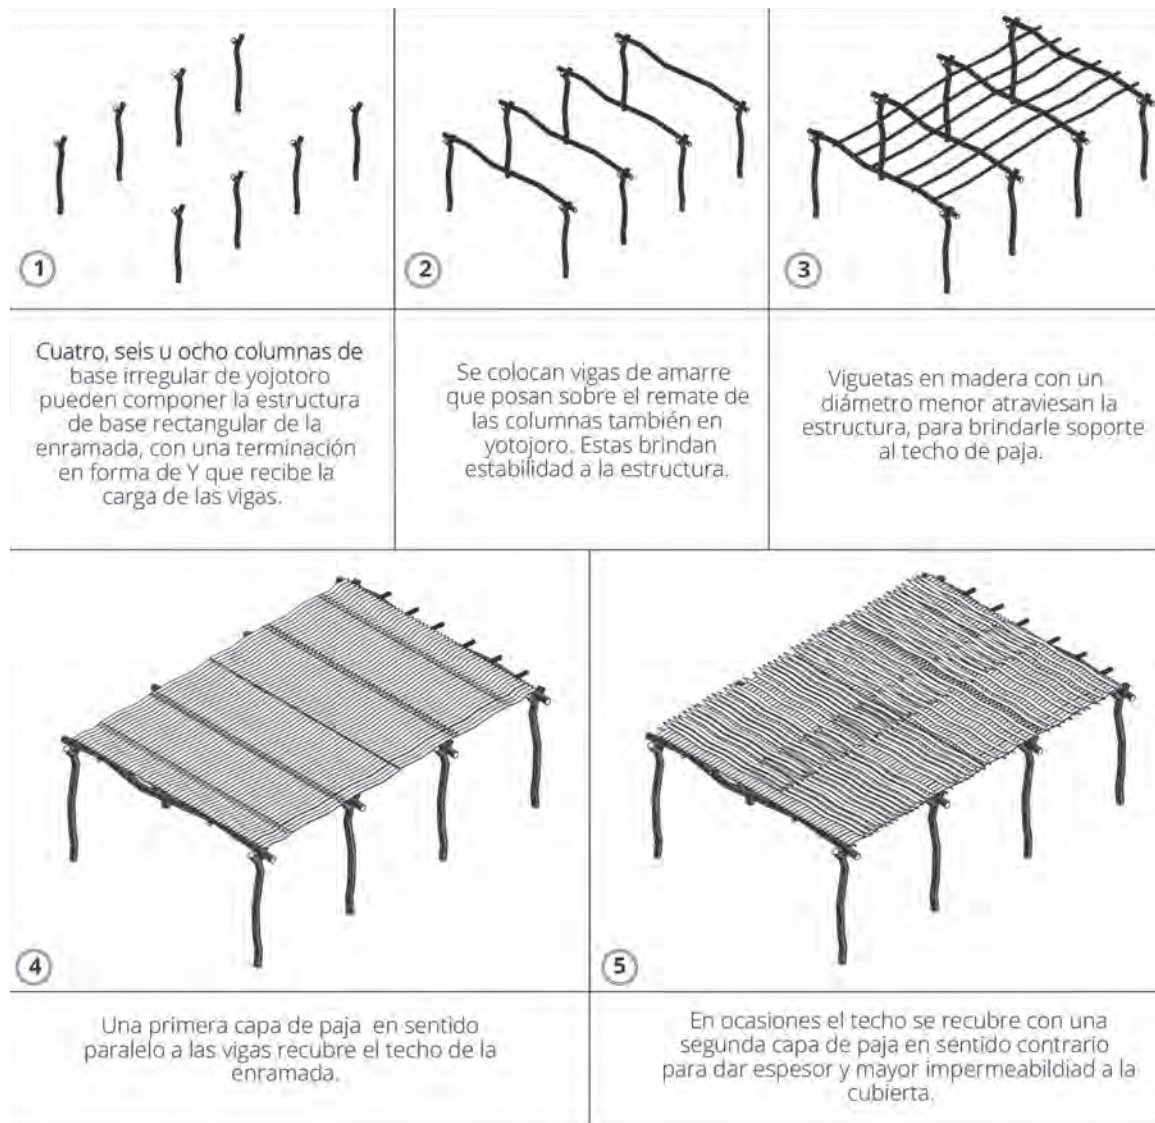 1
2
3
Cuatro, seis u ocho columnas de
base irregular de yojotoro
pueden componer la estructura
de base rectangular de la
enramada, con una terminación
en forma de Y que recibe la
carga de las vigas.
Se colocan vigas de amarre
que posan sobre el remate de
las columnas también en
yotojoro. Estas brindan
estabilidad a la estructura.
Viguetas en madera con un
diámetro menor atraviesan la
estructura, para brindarle soporte
al techo de paja.
4
5
Una primera capa de paja en sentido
paralelo a las vigas recubre el techo de la
enramada.
En ocasiones el techo se recubre con una
segunda capa de paja en sentido contrario
para dar espesor y mayor impermeabildiad a la
cubierta.